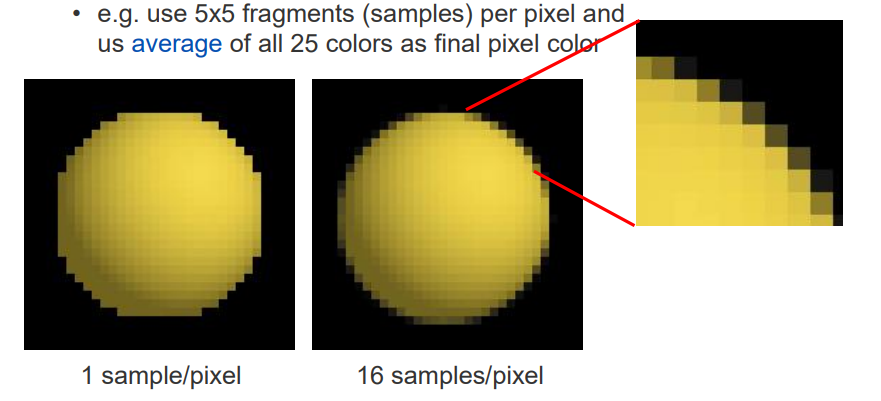 • e.g. use 5x5 fragments (samples) per pixel and
us average of all 25 colors as final pixel color
1 sample/pixel
16 samples/pixel